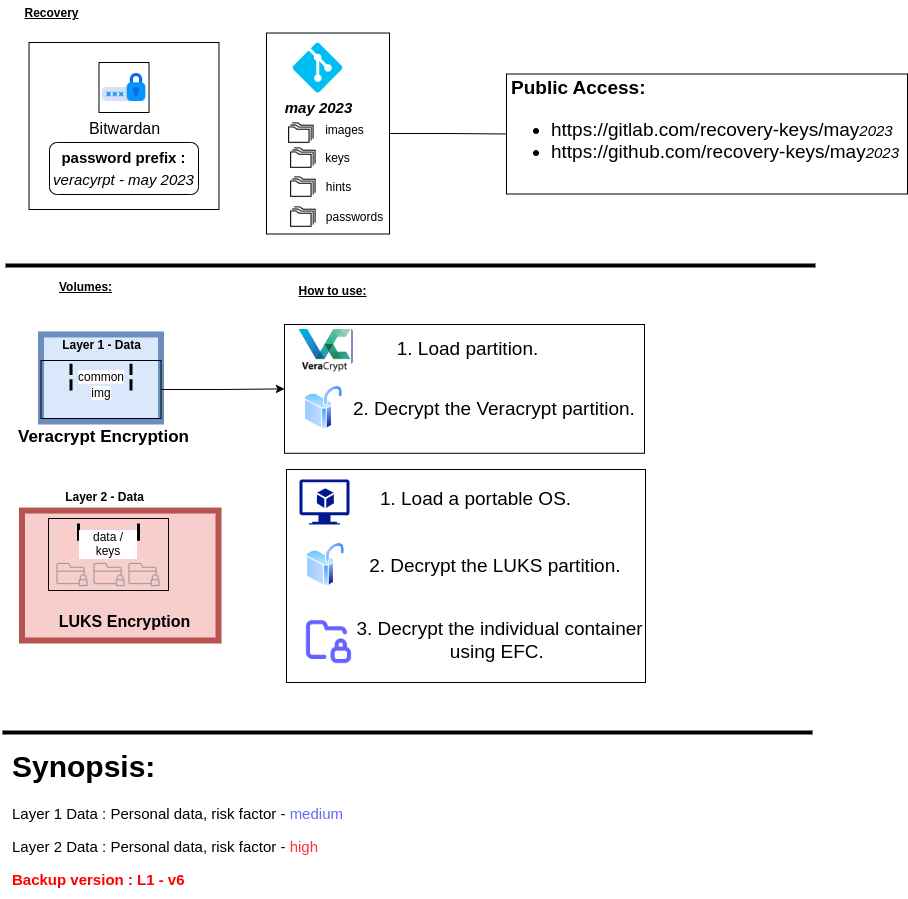 Recovery
Bitwardan
password prefix :
veracyrpt - may 2023
may 2023
images
keys
hints
passwords
Public Access:
https://gitlab.com/recovery-keys/may2023
https://github.com/recovery-keys/may2023
Volumes:
How to use:
Layer 1 - Data
common
img
Veracrypt Encryption
VeraCrypt
1. Load partition.
2. Decrypt the Veracrypt partition.
Layer 2 - Data
data /
keys
LUKS Encryption
1. Load a portable OS.
2. Decrypt the LUKS partition.
3. Decrypt the individual container
using EFC.
Synopsis:
Layer 1 Data : Personal data, risk factor - medium
Layer 2 Data : Personal data, risk factor - high
Backup version : L1 - v6